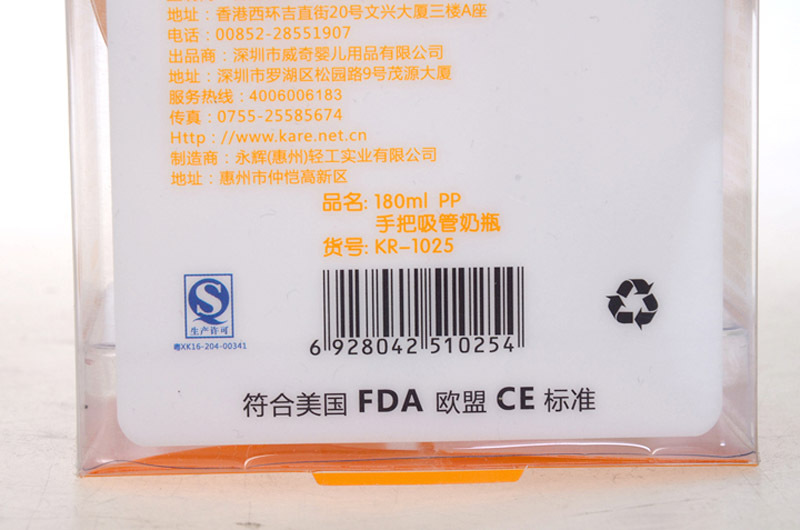 地址：香港西环吉直街20号文兴大厦三楼A座
电话：00852-28551907
出品商：深圳市威奇婴儿用品有限公司
地址：深圳市罗湖区松园路9号茂源大厦
服务热线：4006006183
传真：0755-25585674
Http：//www.kare.net.cn
制造商：永辉(惠州)轻工实业有限公司
地址：惠州市仲恺高新区
品名: 180ml PP
手把吸管奶瓶
货号: KR-1025
生产许可
粤XK16-204-00341
6 928042 510254
符合美国 FDA 欧盟 CE 标准